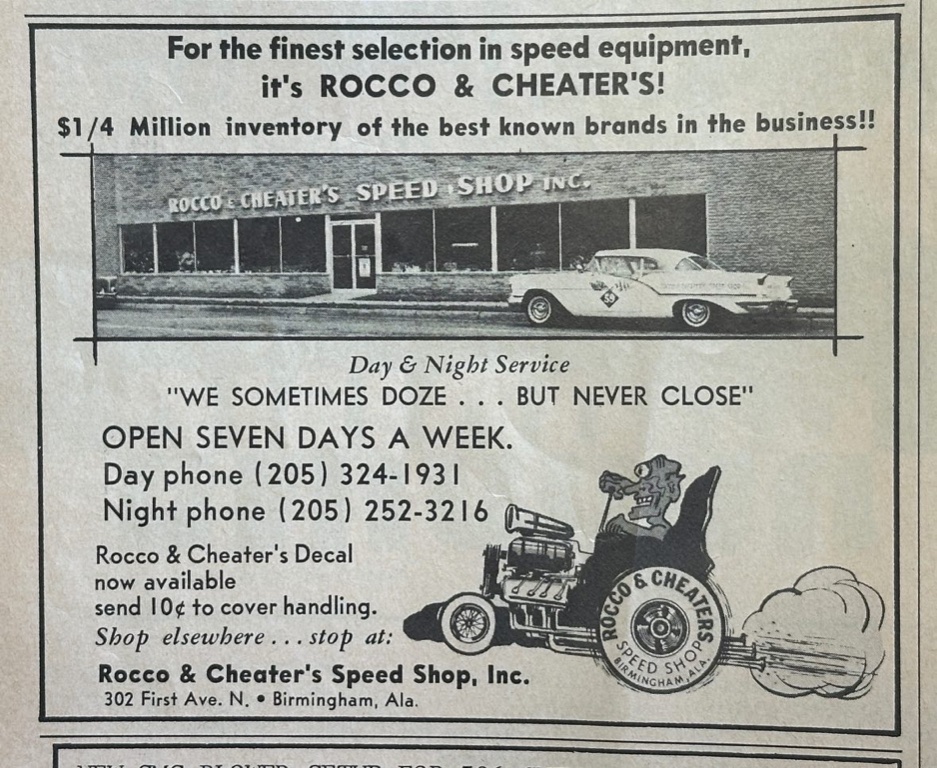 For the finest selection in speed equipment,
it's ROCCO & CHEATER'S!
$1/4 Million inventory of the best known brands in the business!!
ROCCO & CHEATER'S SPEED SHOP INC.
Day & Night Service
"WE SOMETIMES DOZE . . . BUT NEVER CLOSE"
OPEN SEVEN DAYS A WEEK.
Day phone (205) 324-1931
Night phone (205) 252-3216
Rocco & Cheater's Decal
now available
send 10¢ to cover handling.
Shop elsewhere . . . stop at:
Rocco & Cheater's Speed Shop, Inc.
302 First Ave. N. • Birmingham, Ala.
ROCCO & CHEATERS
SPEED SHOP
BIRMINGHAM, ALA.